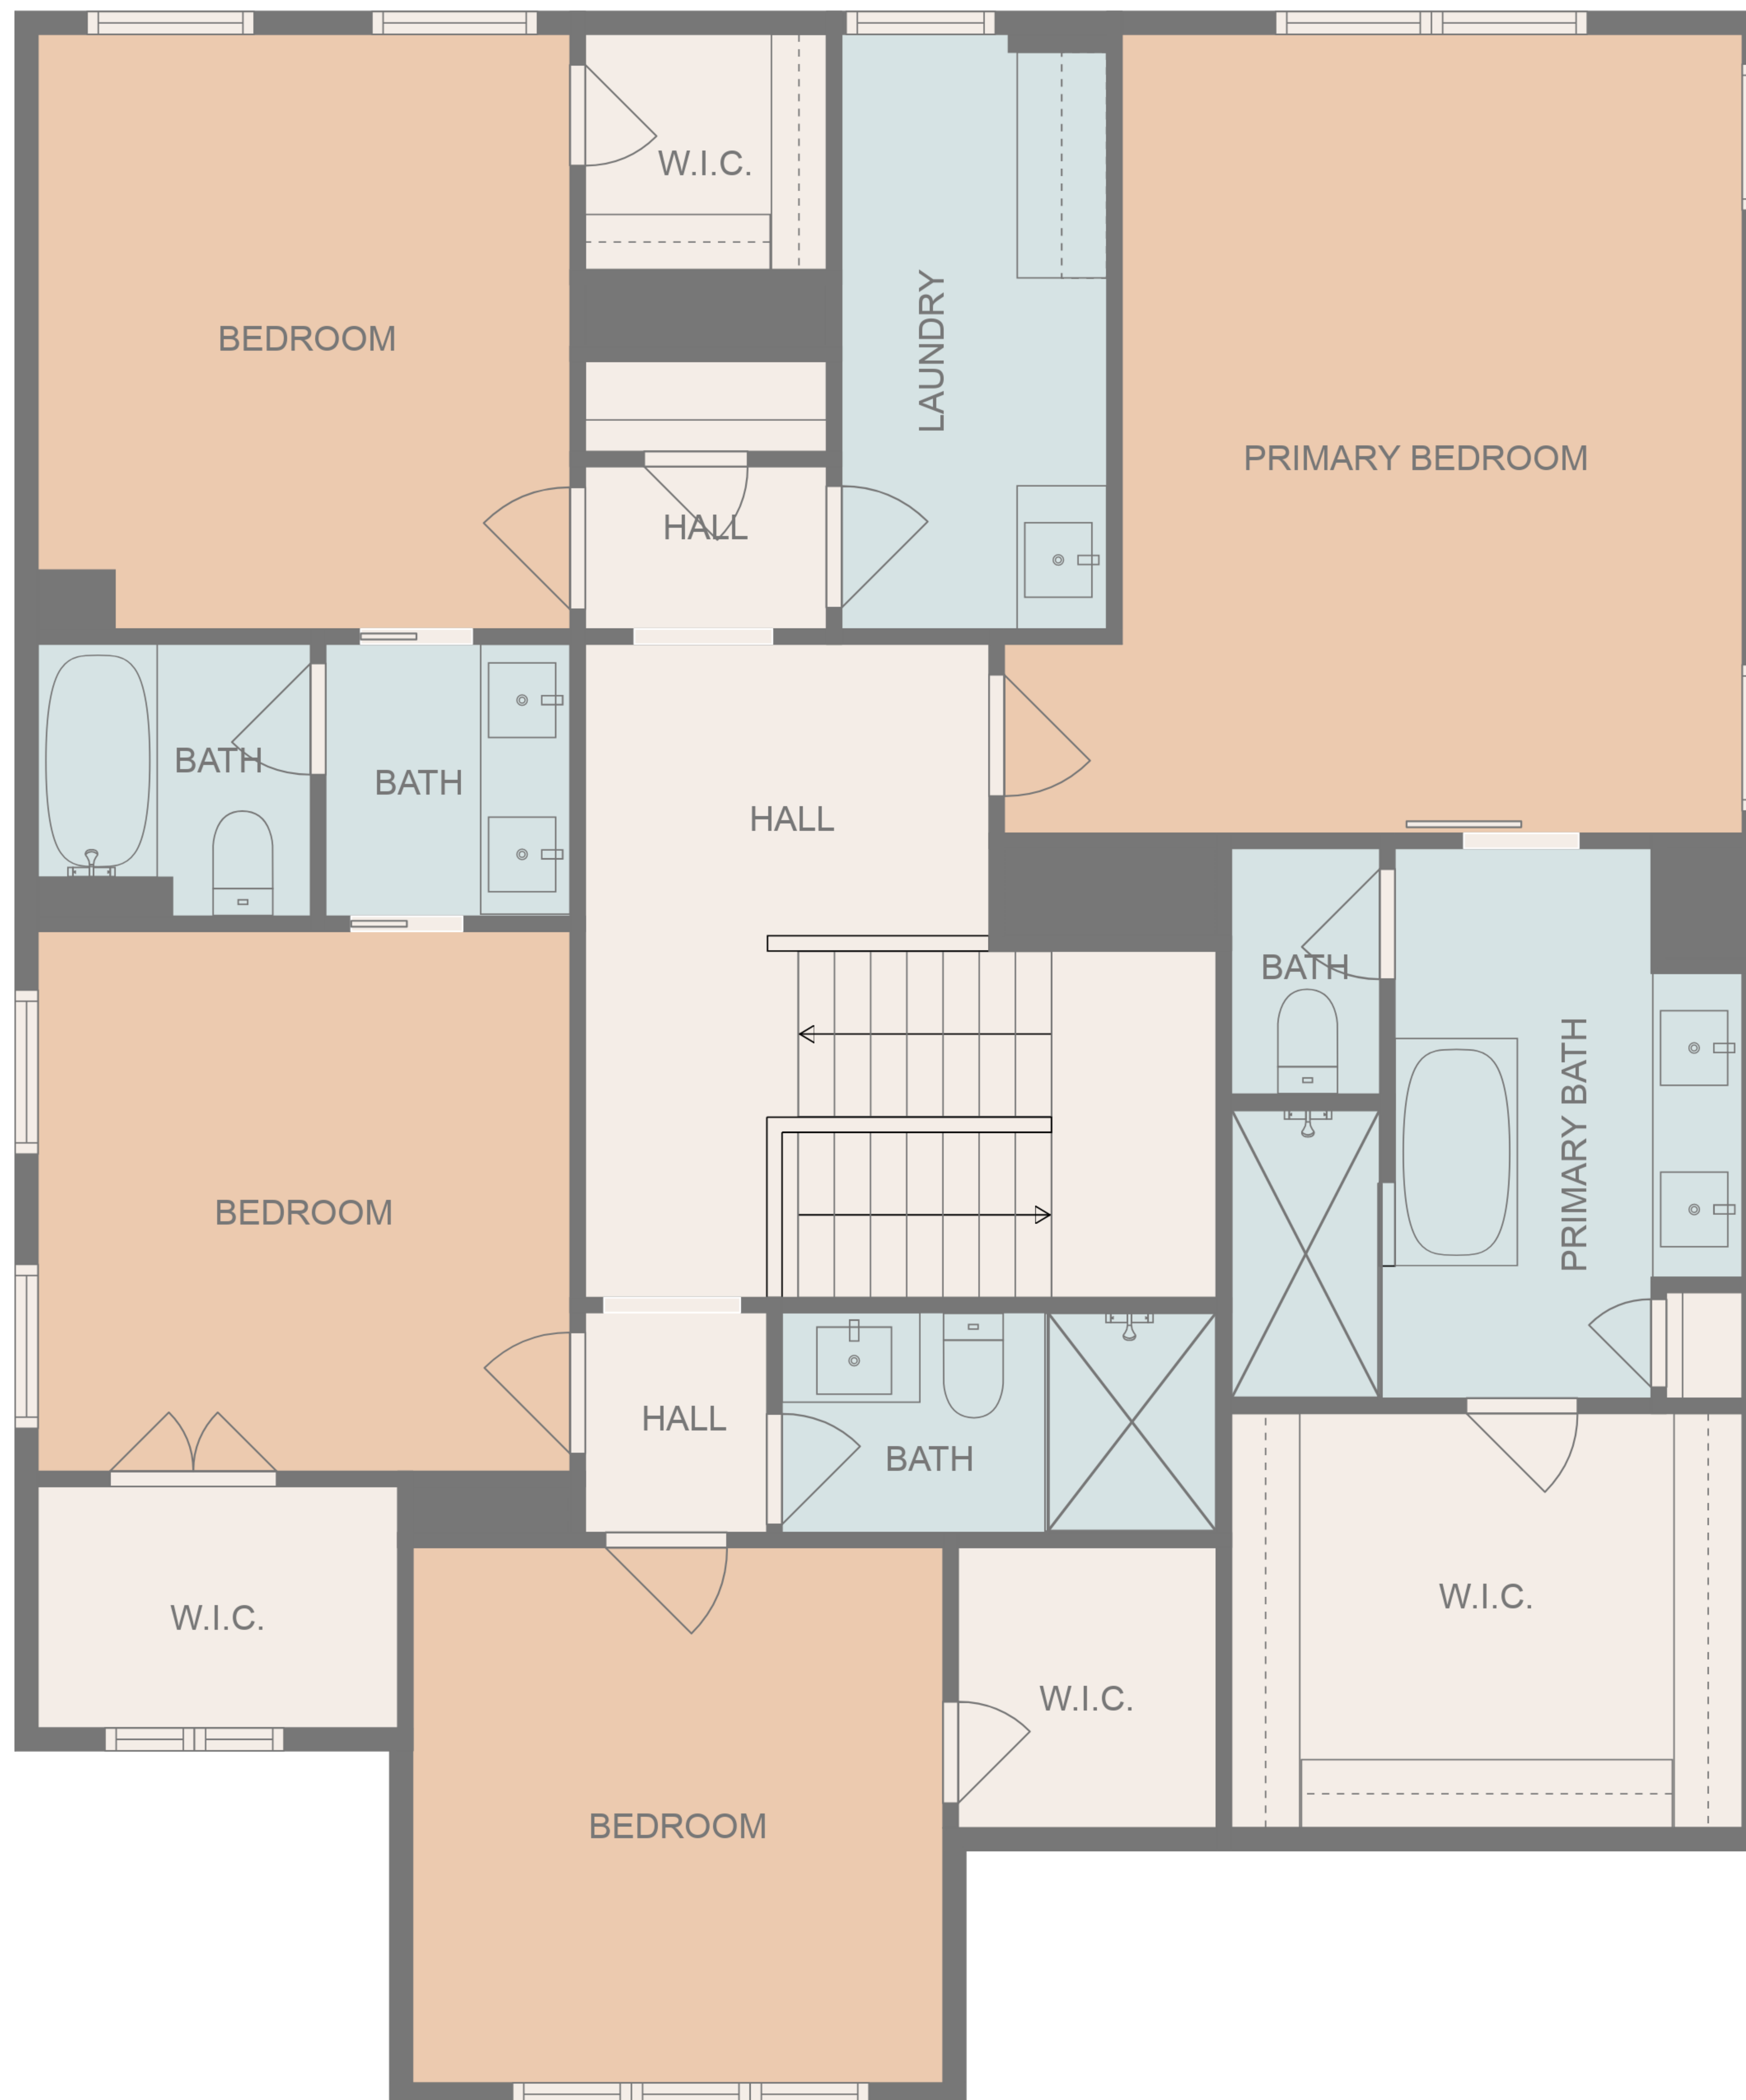 W.I.C.
BEDROOM
LAUNDRY
PRIMARY BEDROOM
HALL
BATH
BATH
HALL
BATH
PRIMARY BATH
BEDROOM
HALL
BATH
W.I.C.
W.I.C.
W.I.C.
BEDROOM